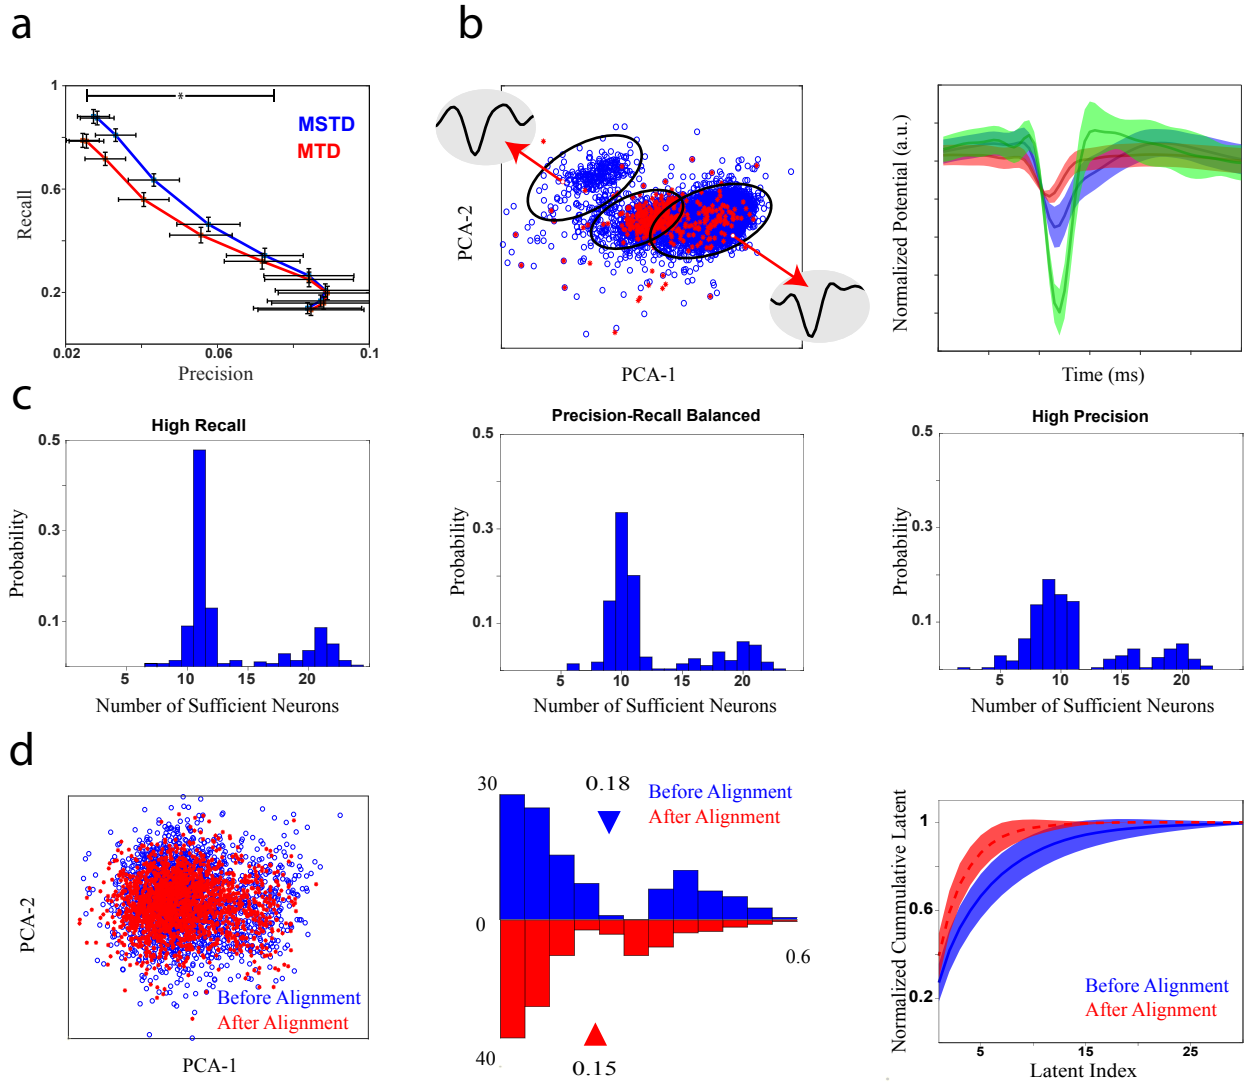 a
1
0.6
0.2
Recall
*
MSTD
MTD
0.02
0.06
0.1
Precision
b
PCA-2
PCA-1
Normalized Potential (a.u.)
Time (ms)
c
High Recall
0.5
0.3
0.1
Probability
5
10
15
20
Number of Sufficient Neurons
Precision-Recall Balanced
0.5
0.3
0.1
Probability
5
10
15
20
Number of Sufficient Neurons
High Precision
0.5
0.3
0.1
Probability
5
10
15
20
Number of Sufficient Neurons
d
PCA-2
Before Alignment
After Alignment
PCA-1
30
0
40
0.18
Before Alignment
After Alignment
0.6
0.15
Normalized Cummulative Latent
1
0.6
0.2
Before Alignment
After Alignment
5
15
25
Latent Index